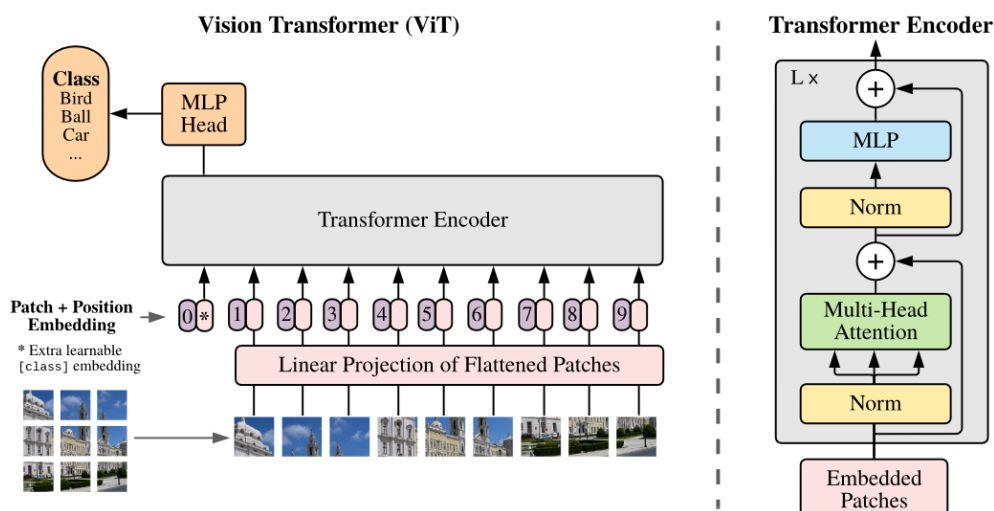 Vision Transformer (ViT)
Class
Bird
Ball
Car
...
MLP
Head
Transformer Encoder
Patch + Position
Embedding
0 * 1 2 3 4 5 6 7 8 9
* Extra learnable
[class] embedding
Linear Projection of Flattened Patches
Transformer Encoder
L x
+
MLP
Norm
+
Multi-Head
Attention
Norm
Embedded
Patches